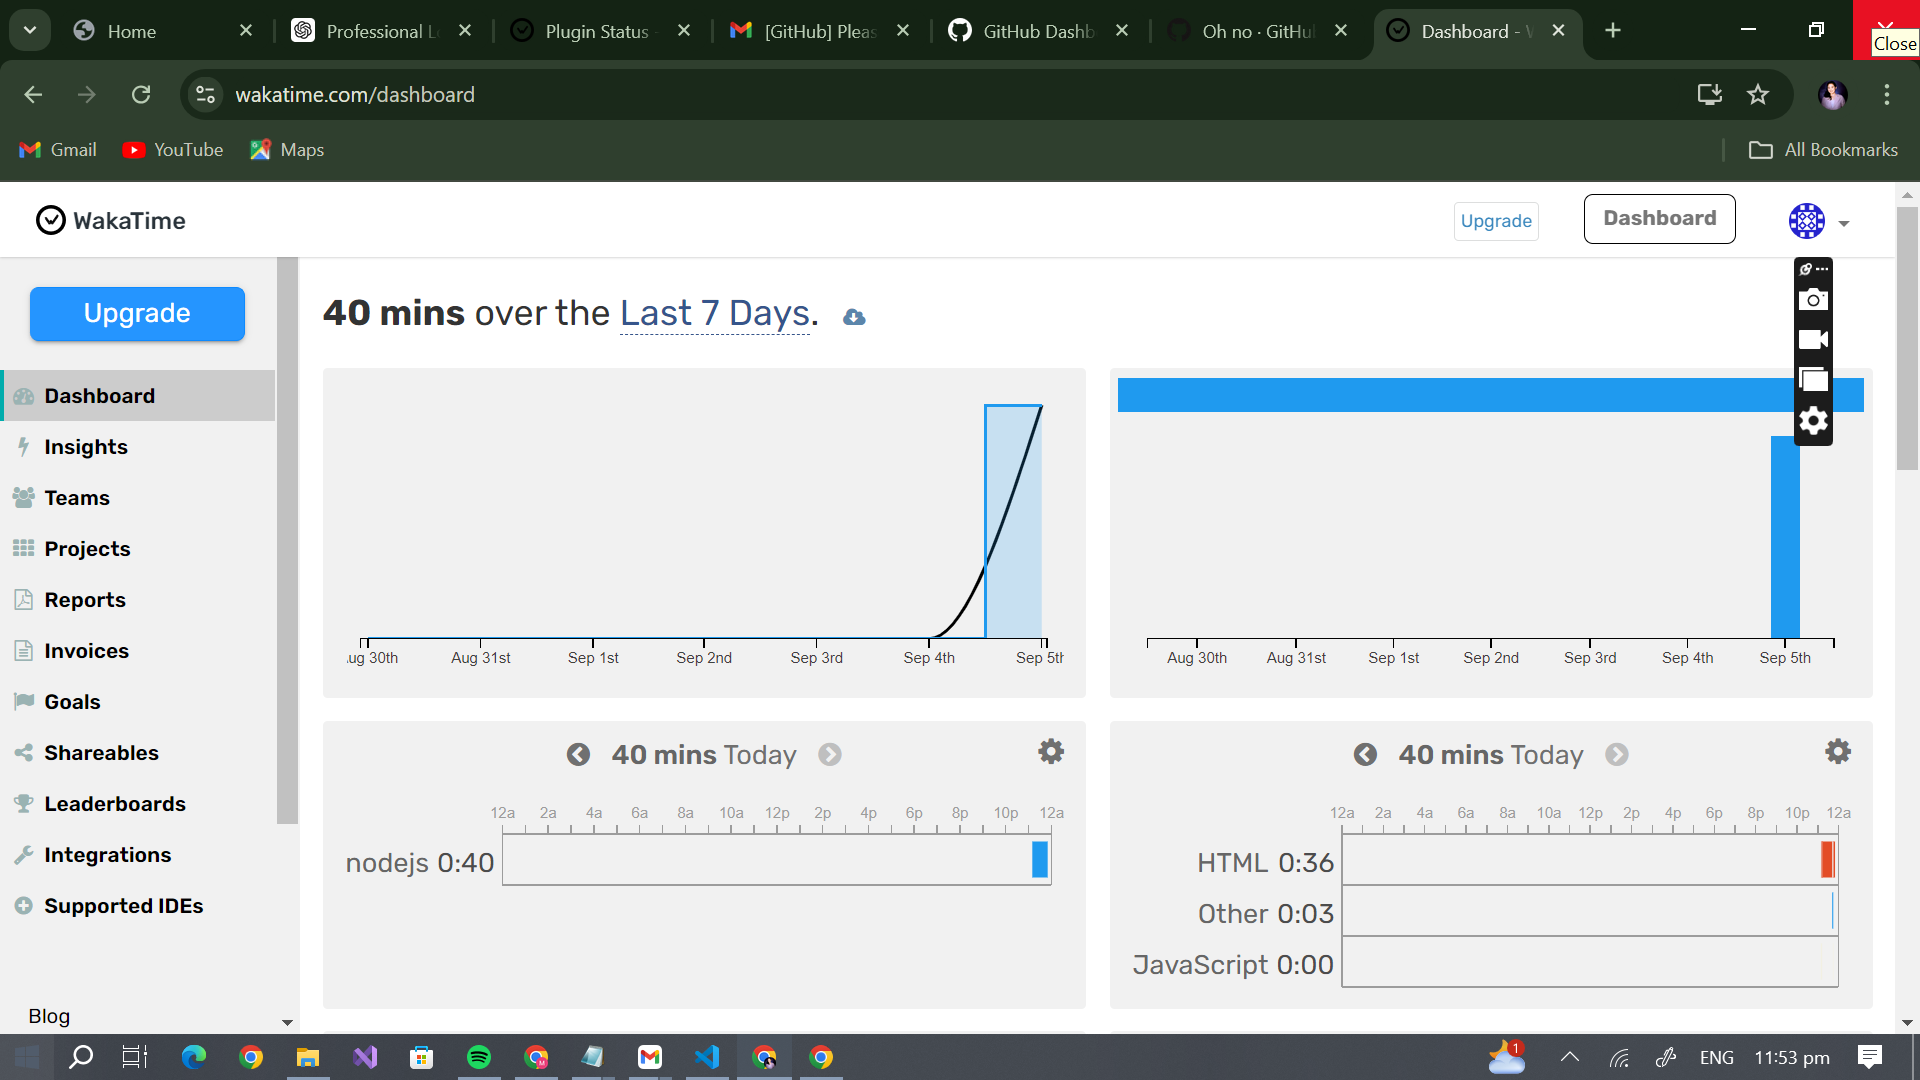 Home
Professional L
Plugin Status
[GitHub] Pleas
GitHub Dashb
Oh no · GitHu
Dashboard -
Close
wakatime.com/dashboard
Gmail
YouTube
Maps
All Bookmarks
WakaTime
Upgrade
Dashboard
Upgrade
40 mins over the Last 7 Days.
Dashboard
Insights
Teams
Projects
Reports
Invoices
Goals
Shareables
Leaderboards
Integrations
Supported IDEs
Blog
ug 30th Aug 31st Sep 1st Sep 2nd Sep 3rd Sep 4th Sep 5th
Aug 30th Aug 31st Sep 1st Sep 2nd Sep 3rd Sep 4th Sep 5th
40 mins Today
12a 2a 4a 6a 8a 10a 12p 2p 4p 6p 8p 10p 12a
nodejs 0:40
40 mins Today
12a 2a 4a 6a 8a 10a 12p 2p 4p 6p 8p 10p 12a
HTML 0:36
Other 0:03
JavaScript 0:00
1
ENG
11:53 pm